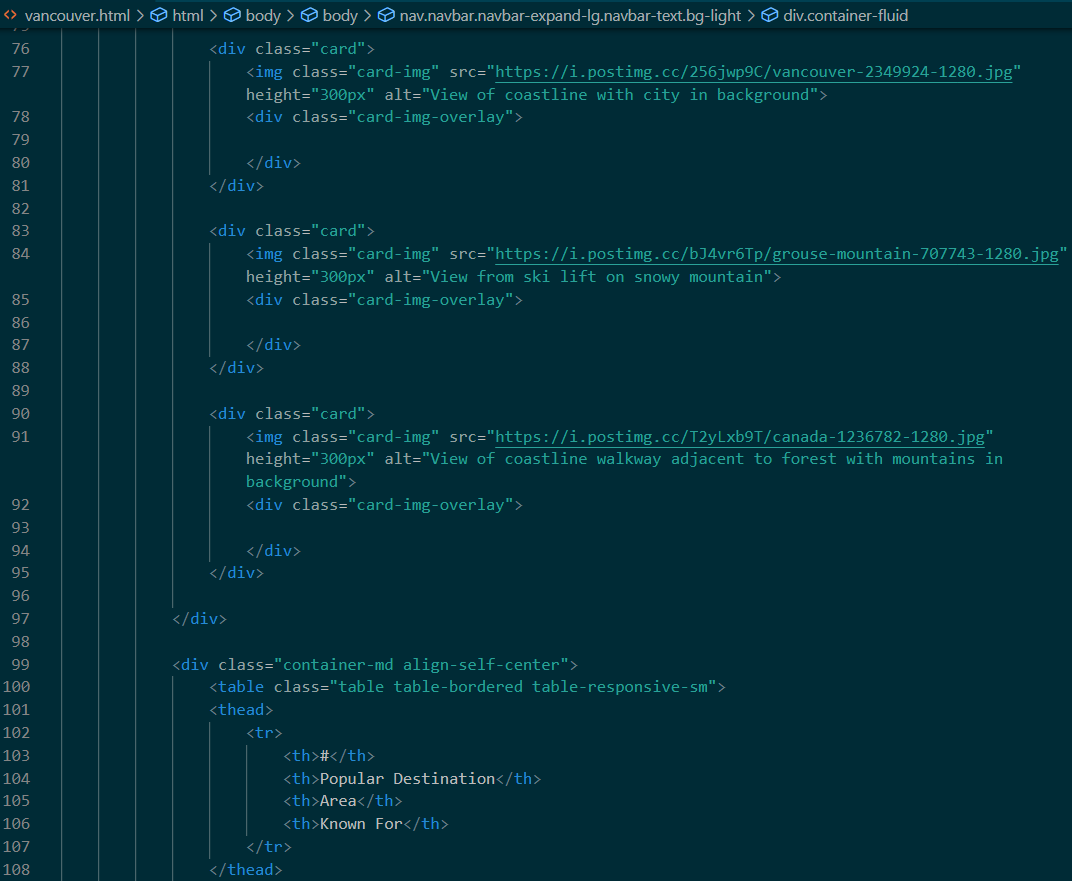 <> vancouver.html > html > body > body > nav.navbar.navbar-expand-lg.navbar-text.bg-light > div.container-fluid
76 <div class="card">
77 <img class="card-img" src="https://i.postimg.cc/256jwp9C/vancouver-2349924-1280.jpg"
height="300px" alt="View of coastline with city in background">
78 <div class="card-img-overlay">
79
80 </div>
81 </div>
82
83 <div class="card">
84 <img class="card-img" src="https://i.postimg.cc/bJ4vr6Tp/grouse-mountain-707743-1280.jpg"
height="300px" alt="View from ski lift on snowy mountain">
85 <div class="card-img-overlay">
86
87 </div>
88 </div>
89
90 <div class="card">
91 <img class="card-img" src="https://i.postimg.cc/T2yLxb9T/canada-1236782-1280.jpg"
height="300px" alt="View of coastline walkway adjacent to forest with mountains in
background">
92 <div class="card-img-overlay">
93
94 </div>
95 </div>
96
97 </div>
98
99 <div class="container-md align-self-center">
100 <table class="table table-bordered table-responsive-sm">
101 <thead>
102 <tr>
103 <th>#</th>
104 <th>Popular Destination</th>
105 <th>Area</th>
106 <th>Known For</th>
107 </tr>
108 </thead>